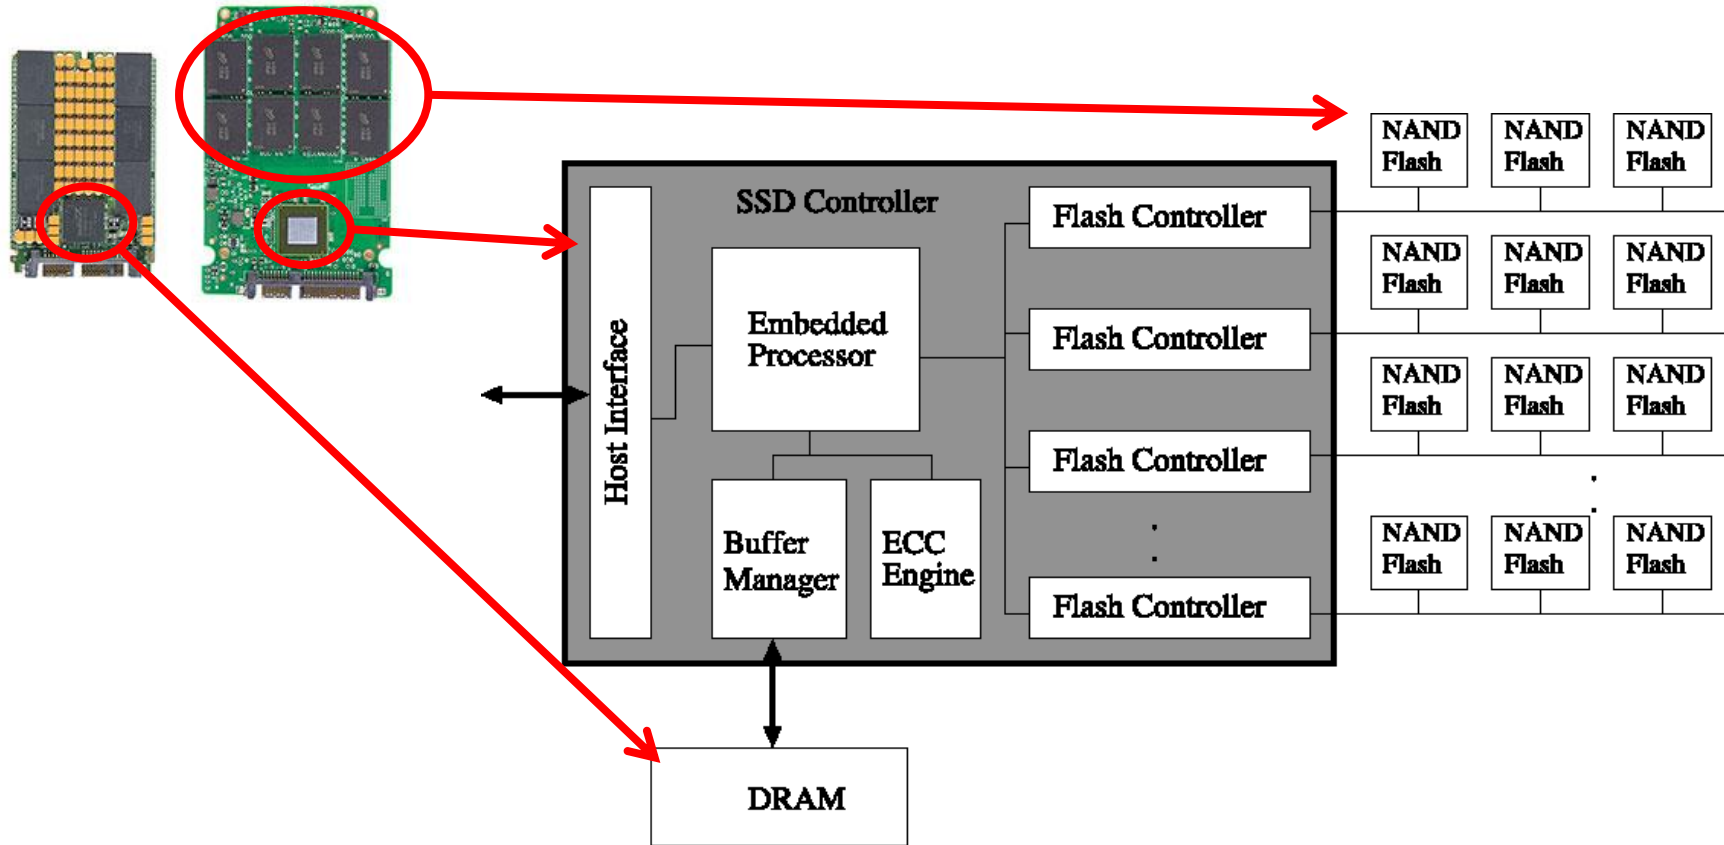 NAND NAND NAND
Flash Flash Flash
SSD Controller
Flash Controller
NAND NAND NAND
Flash Flash Flash
Host Interface
Embedded
Processor
Flash Controller
NAND NAND NAND
Flash Flash Flash
Flash Controller
Buffer
Manager
ECC
Engine
NAND NAND NAND
Flash Flash Flash
Flash Controller
DRAM